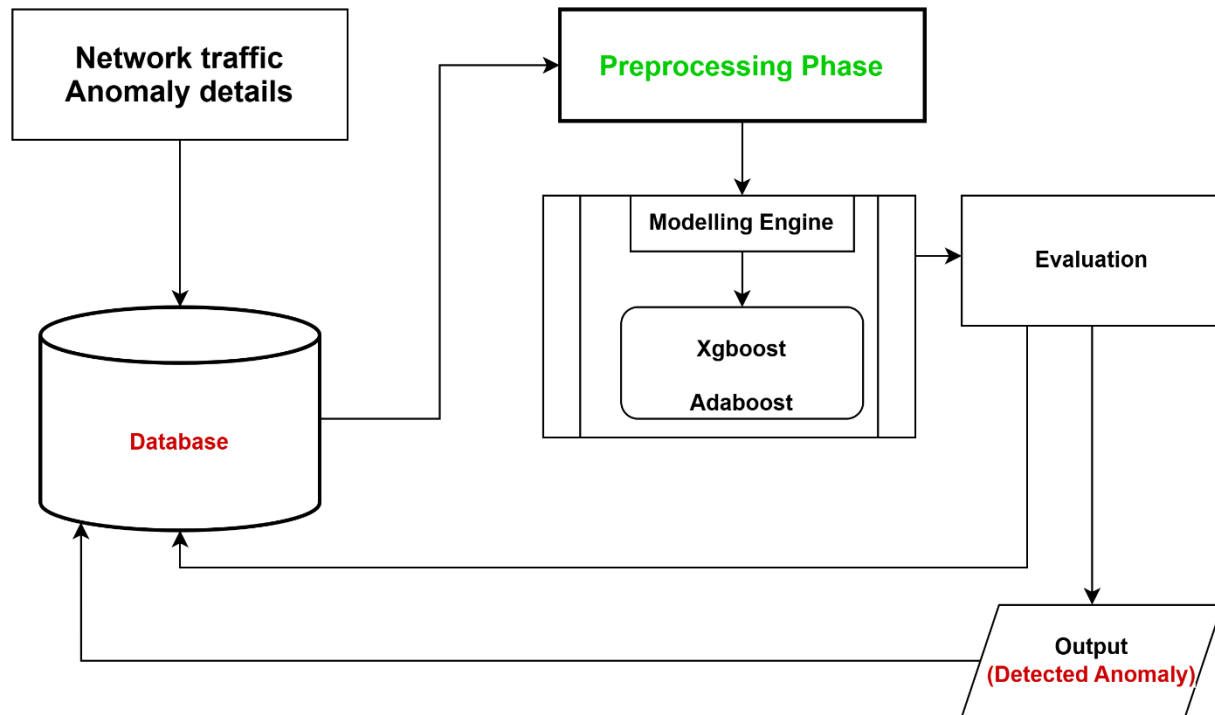 Network traffic
Anomaly details
Preprocessing Phase
Modelling Engine
Xgboost
Adaboost
Evaluation
Database
Output
(Detected Anomaly)